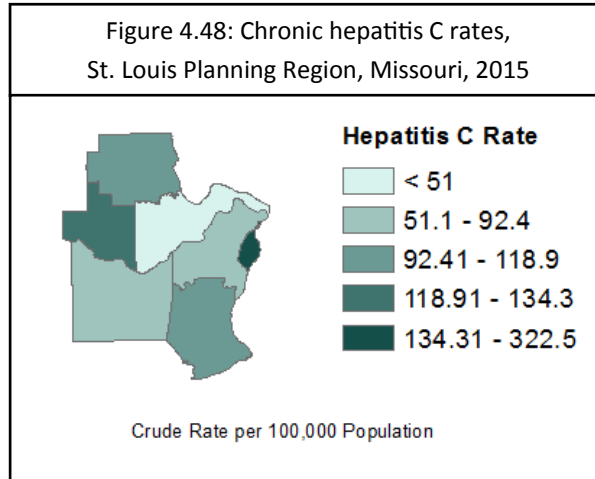 Figure 4.48: Chronic hepatitis C rates,
St. Louis Planning Region, Missouri, 2015
Hepatitis C Rate
< 51
51.1 - 92.4
92.41 - 118.9
118.91 - 134.3
134.31 - 322.5
Crude Rate per 100,000 Population